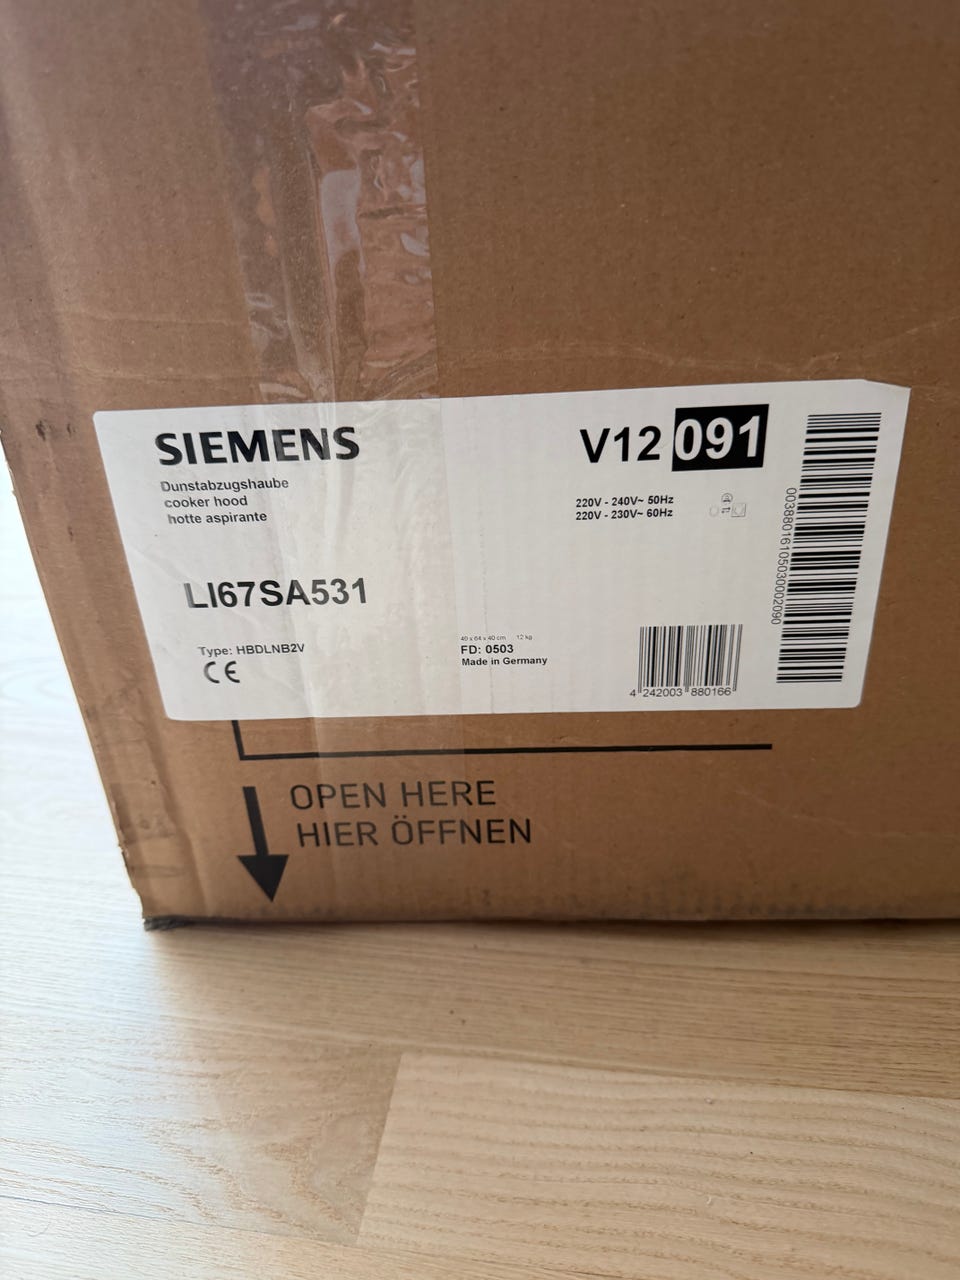 SIEMENS
Dunstabzugshaube
cooker hood
hotte aspirante
V12 091
220V - 240V~ 50Hz
220V - 230V~ 60Hz
LI67SA531
Type: HBDLNB2V
CE
40 x 64 x 40 cm 12 kg
FD: 0503
Made in Germany
4 242003 880166
00388016105030002090
OPEN HERE
HIER ÖFFNEN